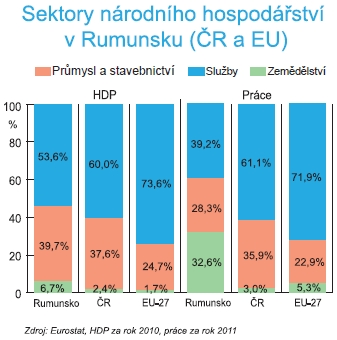 Sektory národního hospodářství
v Rumunsku (ČR a EU)
Průmysl a stavebnictví Služby Zemědělství
HDP Práce
100
%
80
60
40
20
0
53,6% 60,0% 73,6% 39,2% 61,1% 71,9%
39,7% 37,6% 24,7% 28,3% 35,9% 22,9%
6,7% 2,4% 1,7% 32,6% 3,0% 5,3%
Rumunsko ČR EU-27 Rumunsko ČR EU-27
Zdroj: Eurostat, HDP za rok 2010, práce za rok 2011